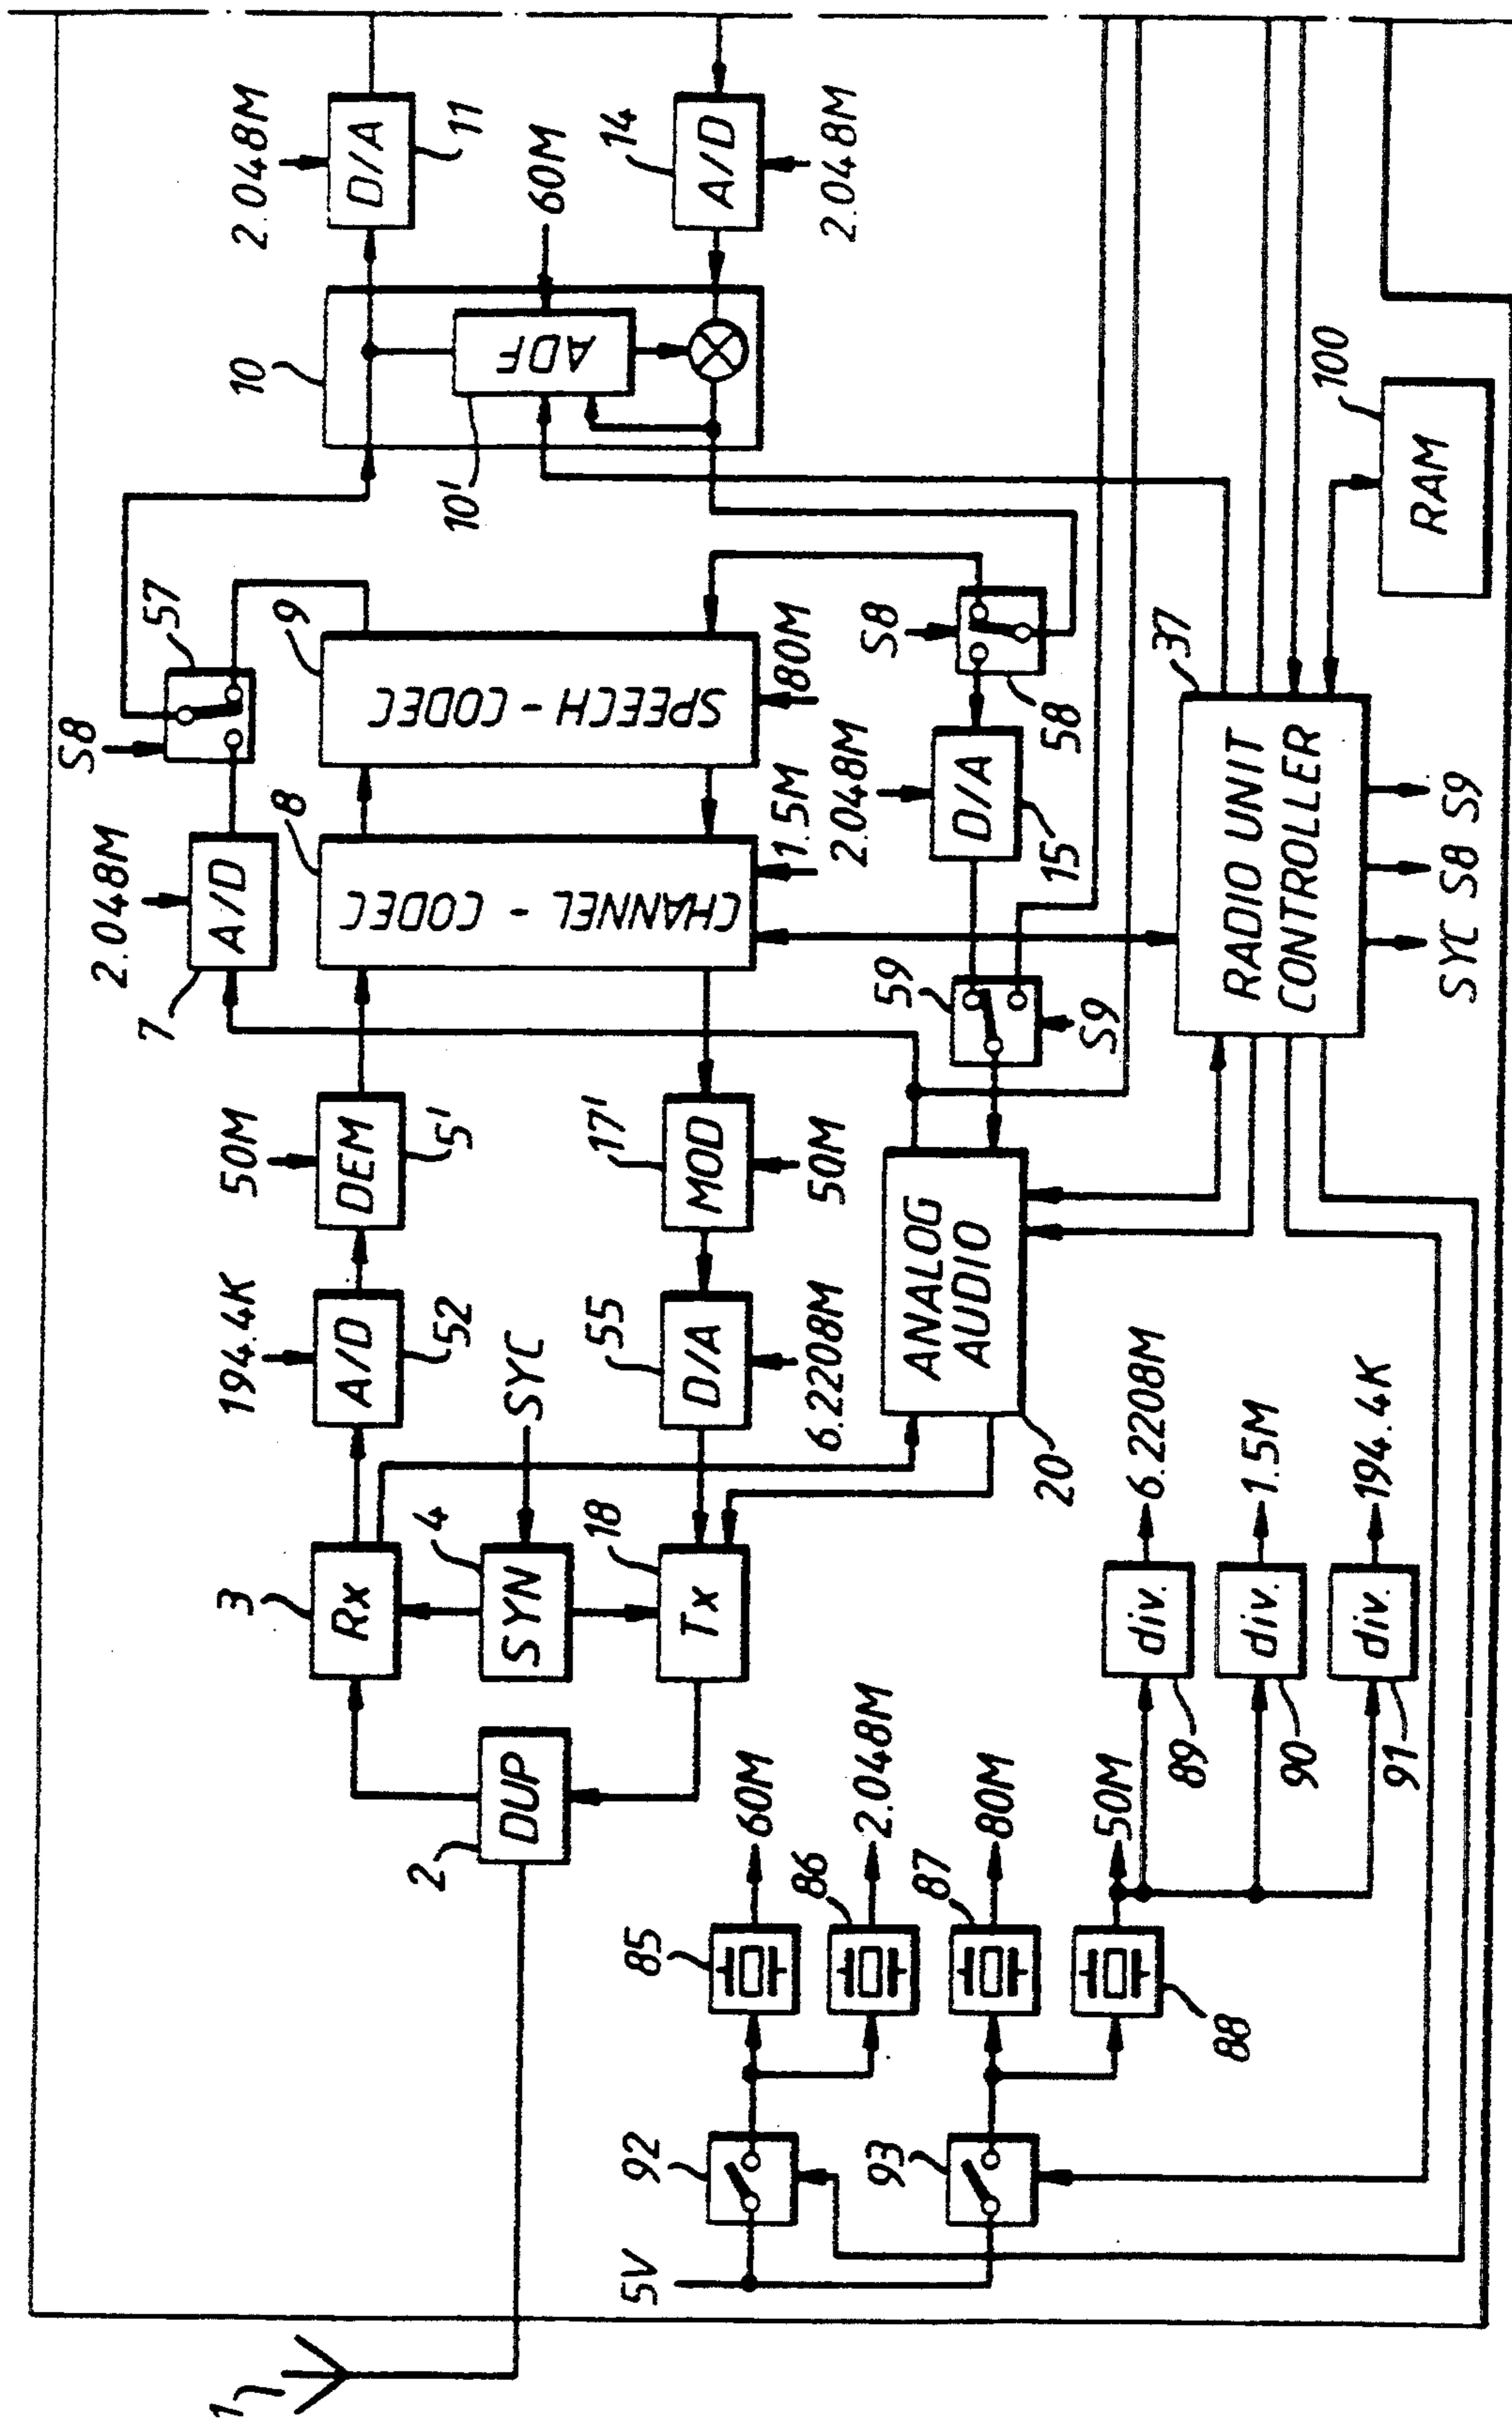 2.048M
S8
57
2.048M
D/A
11
7
A/D
8
9
10
194.4K
50M
3
Rx
A/D
52
DEM
5'
CHANNEL - CODEC
SPEECH - CODEC
10'
ADF
60M
4
SYN
SYC
2
DUP
18
Tx
55
D/A
6.2208M
17'
MOD
50M
1.5M
80M
14
A/D
2.048M
1
59
S9
2.048M
D/A
15
S8
58
ANALOG
AUDIO
20
5V
92
85
60M
86
2.048M
93
87
80M
88
50M
div.
89
6.2208M
div.
90
1.5M
div.
91
194.4K
37
RADIO UNIT
CONTROLLER
SYC
S8
S9
100
RAM